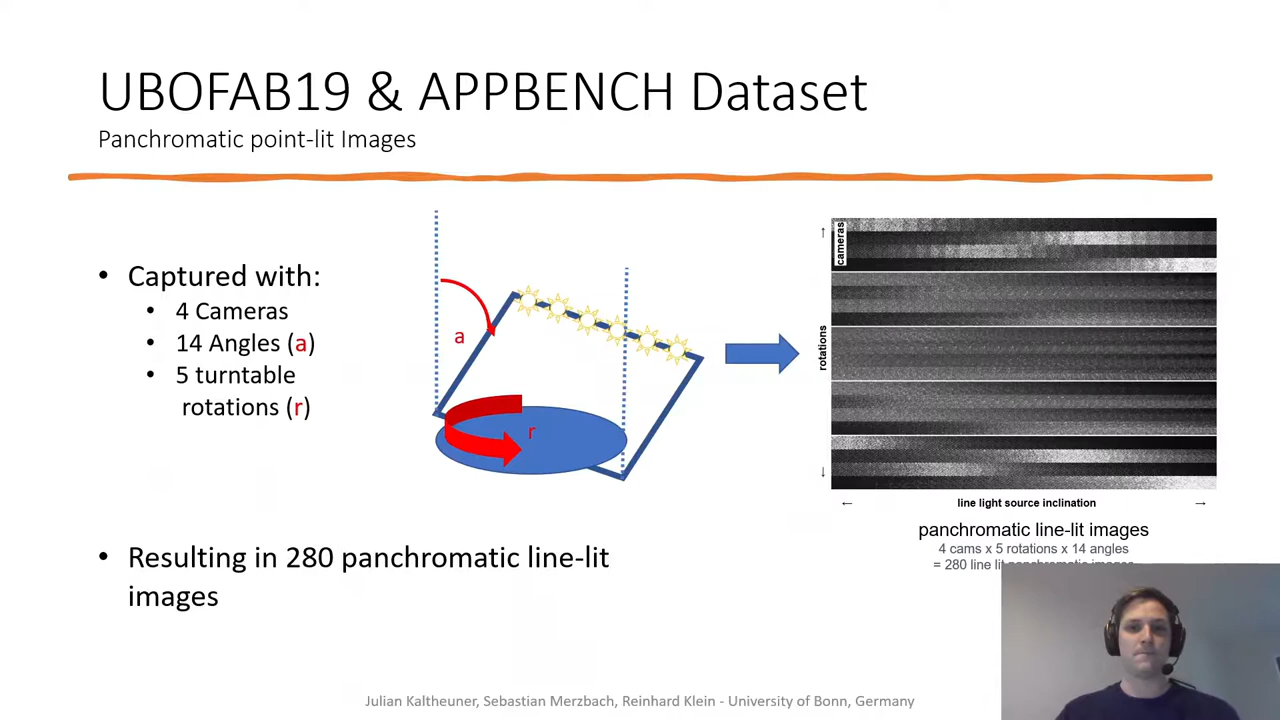 UBOFAB19 & APPBENCH Dataset
Panchromatic point-lit Images
• Captured with:
• 4 Cameras
• 14 Angles (a)
• 5 turntable
rotations (r)
• Resulting in 280 panchromatic line-lit
images
a
r
cameras
rotations
line light source inclination
panchromatic line-lit images
4 cams x 5 rotations x 14 angles
= 280 line lit panchromatic images
Julian Kaltheuner, Sebastian Merzbach, Reinhard Klein - University of Bonn, Germany